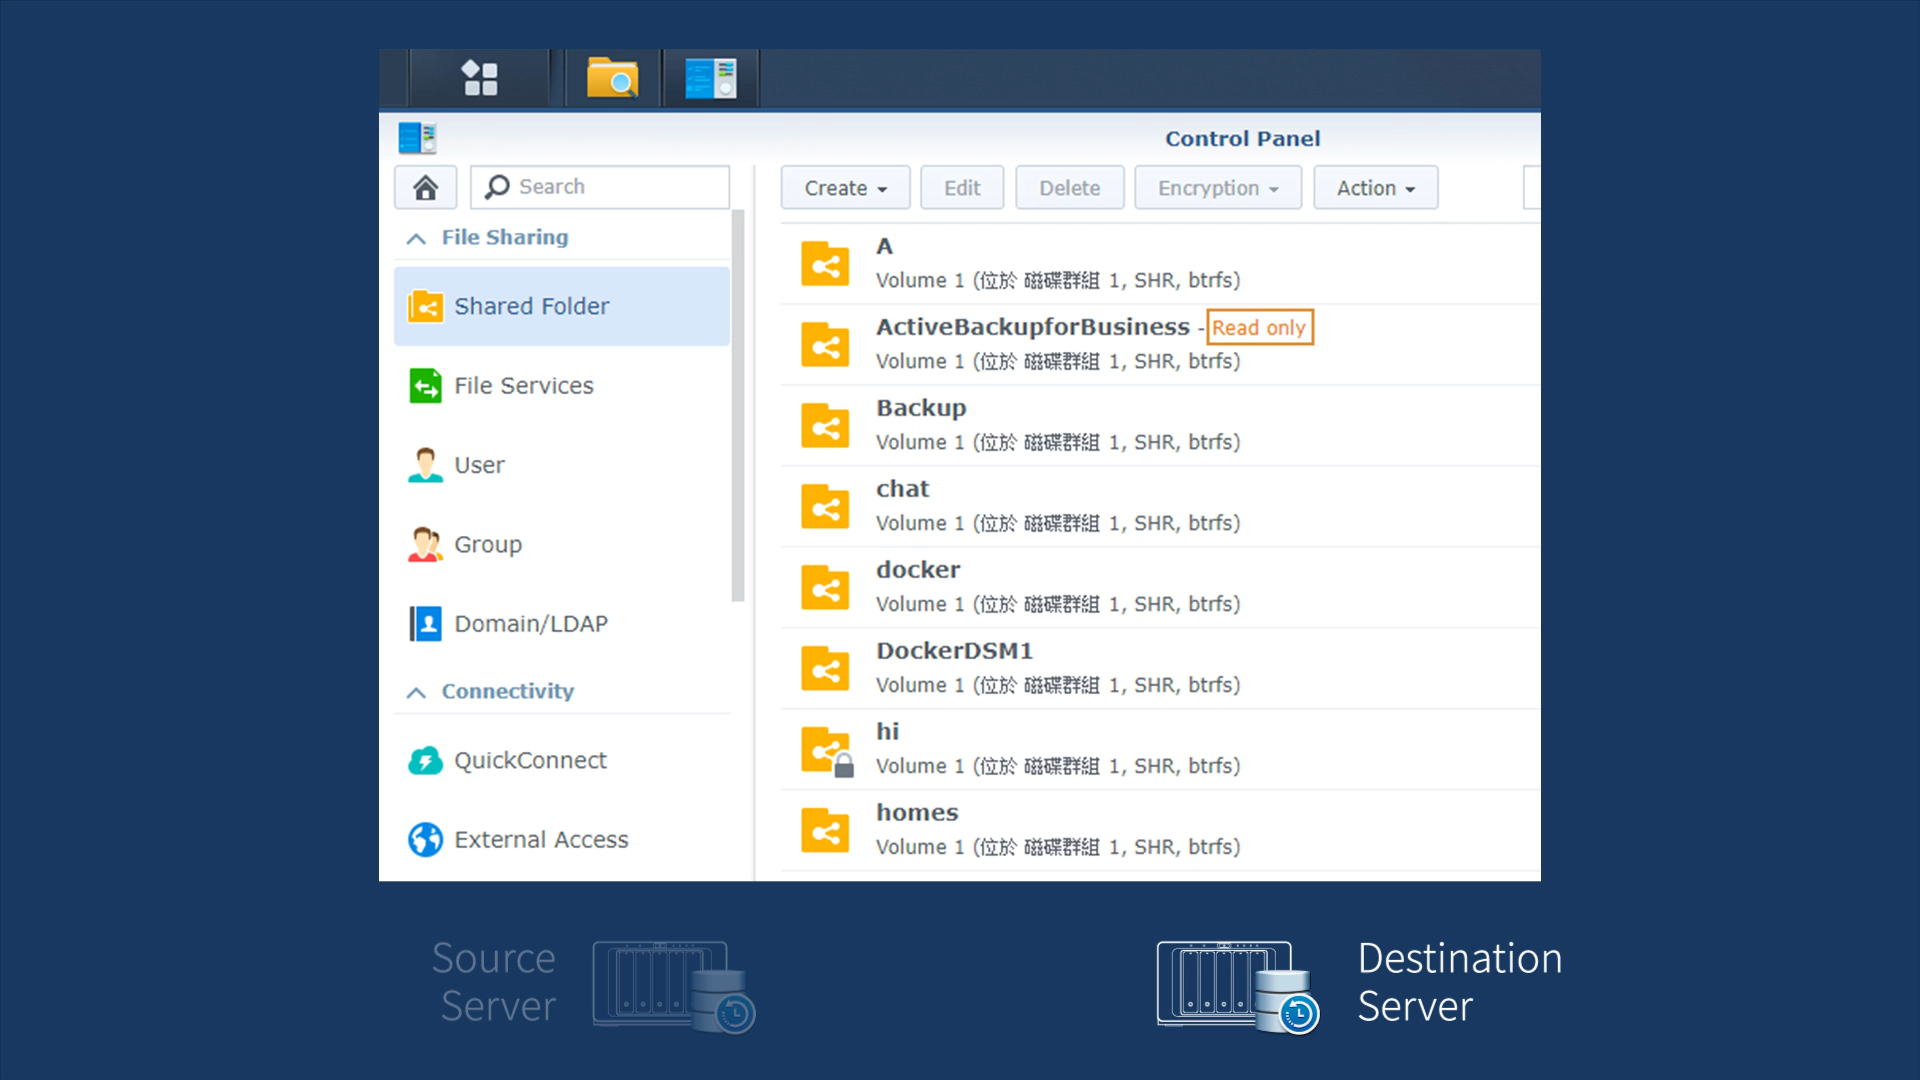 Control Panel
Search
Create
Edit
Delete
Encryption
Action
File Sharing
Shared Folder
File Services
User
Group
Domain/LDAP
Connectivity
QuickConnect
External Access
A
Volume 1 (位於 磁碟群組 1, SHR, btrfs)
ActiveBackupforBusiness - Read only
Volume 1 (位於 磁碟群組 1, SHR, btrfs)
Backup
Volume 1 (位於 磁碟群組 1, SHR, btrfs)
chat
Volume 1 (位於 磁碟群組 1, SHR, btrfs)
docker
Volume 1 (位於 磁碟群組 1, SHR, btrfs)
DockerDSM1
Volume 1 (位於 磁碟群組 1, SHR, btrfs)
hi
Volume 1 (位於 磁碟群組 1, SHR, btrfs)
homes
Volume 1 (位於 磁碟群組 1, SHR, btrfs)
Source
Server
Destination
Server